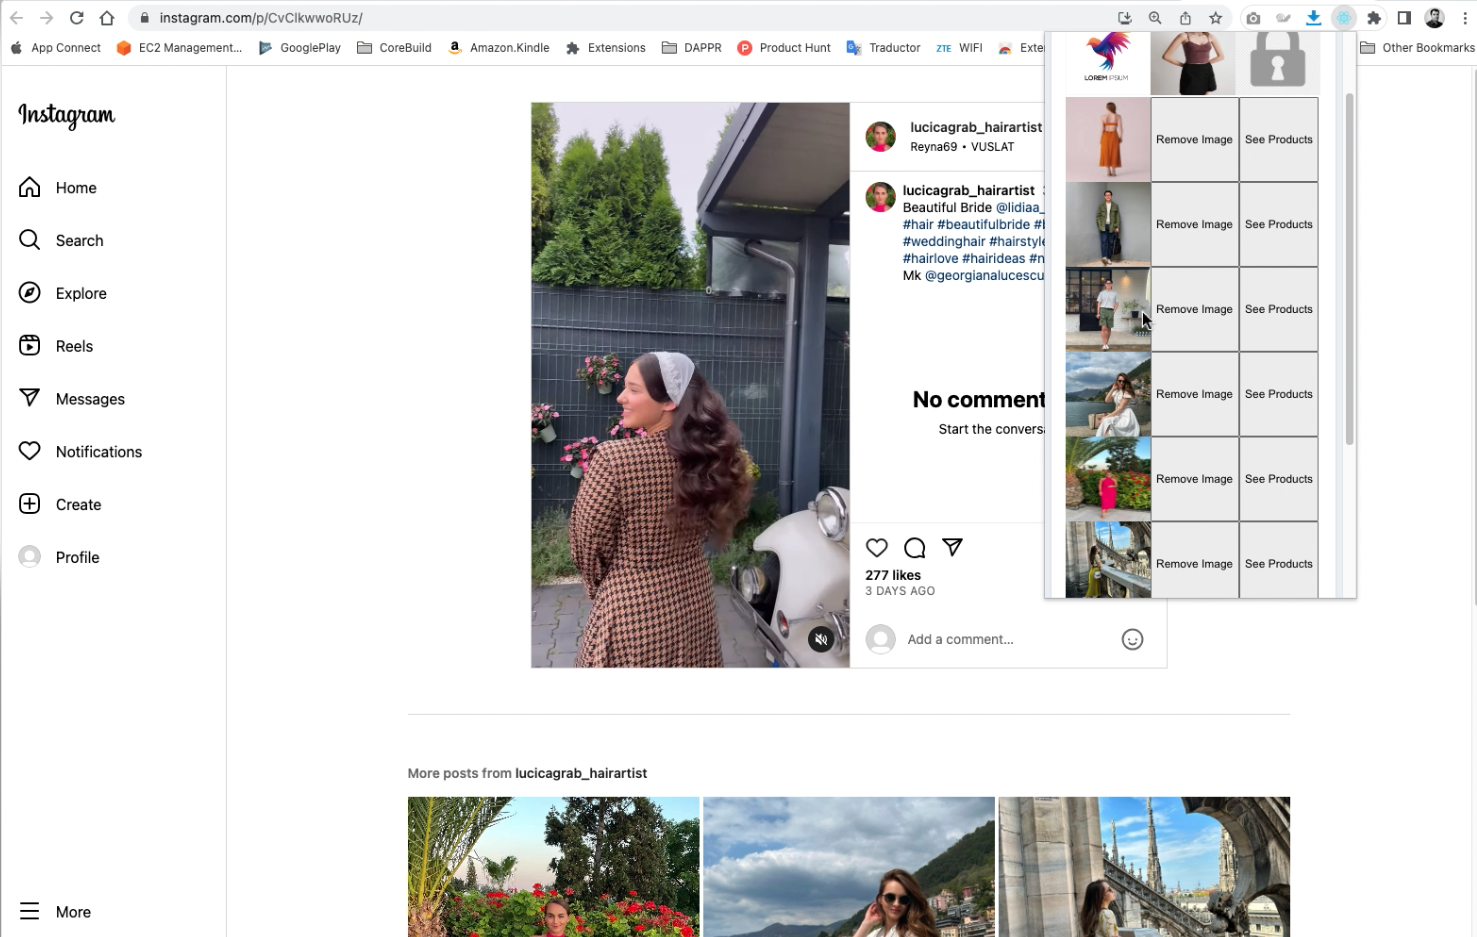 instagram.com/p/CvClkwwoRUz/
App Connect
EC2 Management...
GooglePlay
CoreBuild
Amazon.Kindle
Extensions
DAPPR
Product Hunt
Traductor
ZTE WIFI
Exter
Other Bookmarks
Instagram
Home
Search
Explore
Reels
Messages
Notifications
Create
Profile
More
lucicagrab_hairartist
Reyna69 • VUSLAT
lucicagrab_hairartist
Beautiful Bride @lidiaa_
#hair #beautifulbride #b
#weddinghair #hairstyle
#hairlove #hairideas #n
Mk @georgianalucescu
No comment
Start the conversa
277 likes
3 DAYS AGO
Add a comment...
LOREM IPSUM
Remove Image See Products
Remove Image See Products
Remove Image See Products
Remove Image See Products
Remove Image See Products
Remove Image See Products
More posts from lucicagrab_hairartist